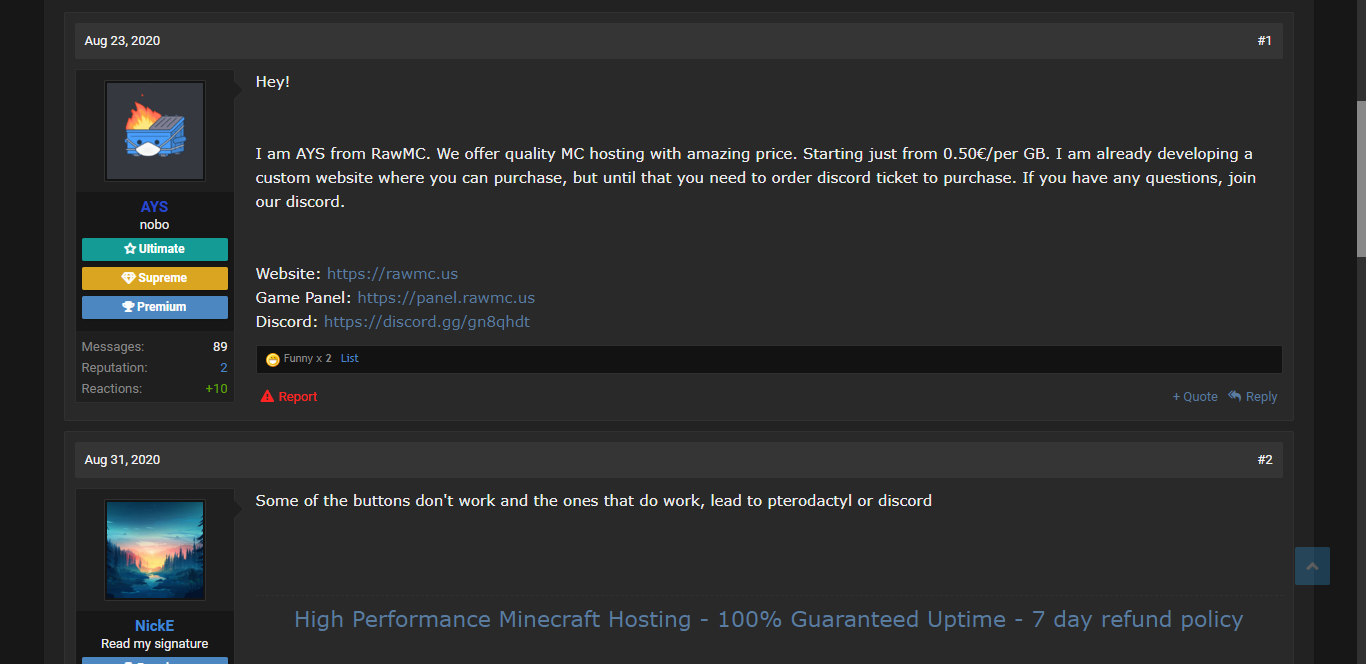 Aug 23, 2020 #1
Hey!
I am AYS from RawMC. We offer quality MC hosting with amazing price. Starting just from 0.50€/per GB. I am already developing a
custom website where you can purchase, but until that you need to order discord ticket to purchase. If you have any questions, join
our discord.
AYS
nobo
Ultimate
Supreme
Premium
Website: https://rawmc.us
Game Panel: https://panel.rawmc.us
Discord: https://discord.gg/gn8qhdt
Messages: 89
Reputation: 2
Reactions: +10
Funny x 2 List
Report + Quote Reply
Aug 31, 2020 #2
Some of the buttons don't work and the ones that do work, lead to pterodactyl or discord
High Performance Minecraft Hosting - 100% Guaranteed Uptime - 7 day refund policy
NickE
Read my signature